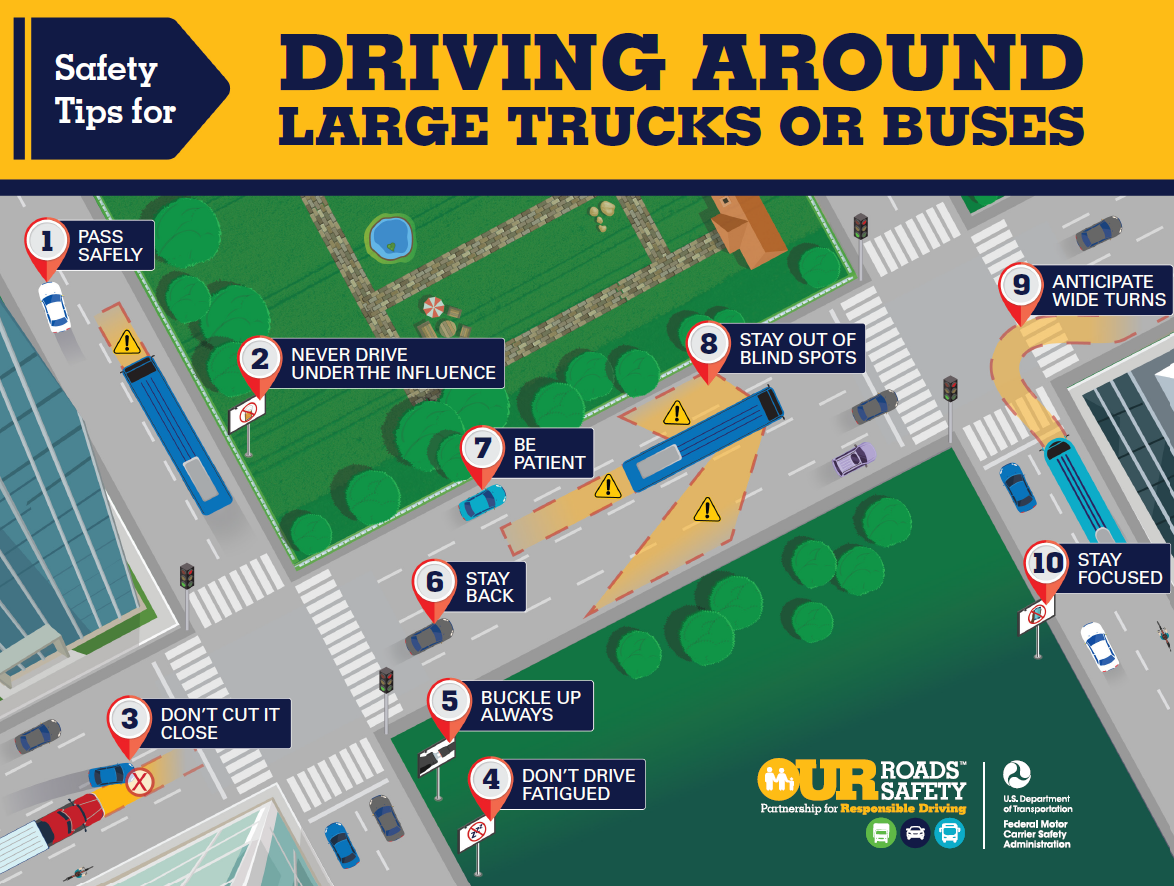 Safety
Tips for
DRIVING AROUND
LARGE TRUCKS OR BUSES
1
PASS
SAFELY
2
NEVER DRIVE
UNDER THE INFLUENCE
3
DON'T CUT IT
CLOSE
4
DON'T DRIVE
FATIGUED
5
BUCKLE UP
ALWAYS
6
STAY
BACK
7
BE
PATIENT
8
STAY OUT OF
BLIND SPOTS
9
ANTICIPATE
WIDE TURNS
10
STAY
FOCUSED
!
!
!
!
X
ZZZ
OUR ROADS™
SAFETY
Partnership for Responsible Driving
U.S. Department
of Transportation
Federal Motor
Carrier Safety
Administration